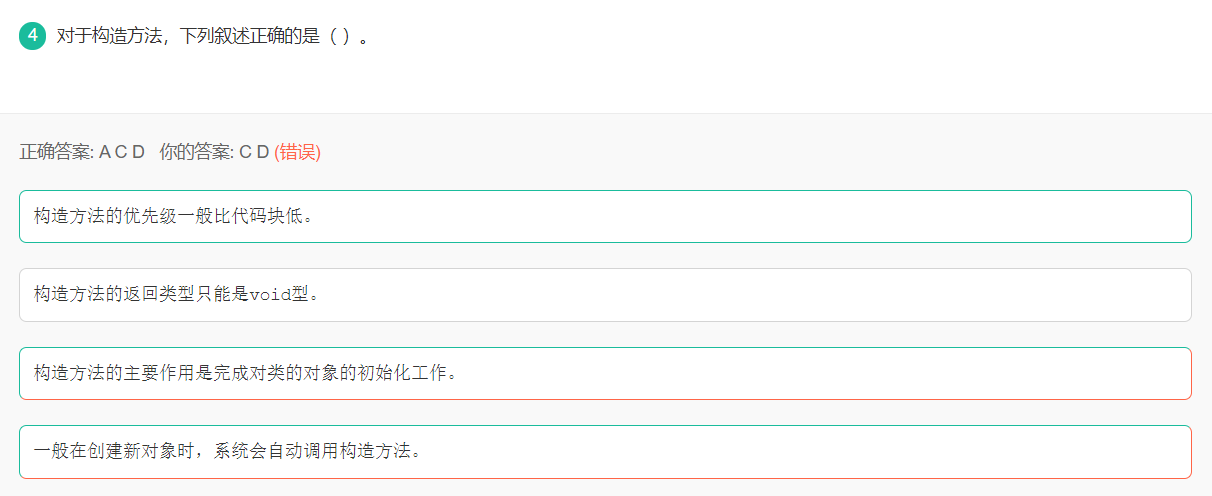 4 对于构造方法，下列叙述正确的是（ ）。
正确答案: A C D 你的答案: C D (错误)
构造方法的优先级一般比代码块低。
构造方法的返回类型只能是void型。
构造方法的主要作用是完成对类的对象的初始化工作。
一般在创建新对象时，系统会自动调用构造方法。